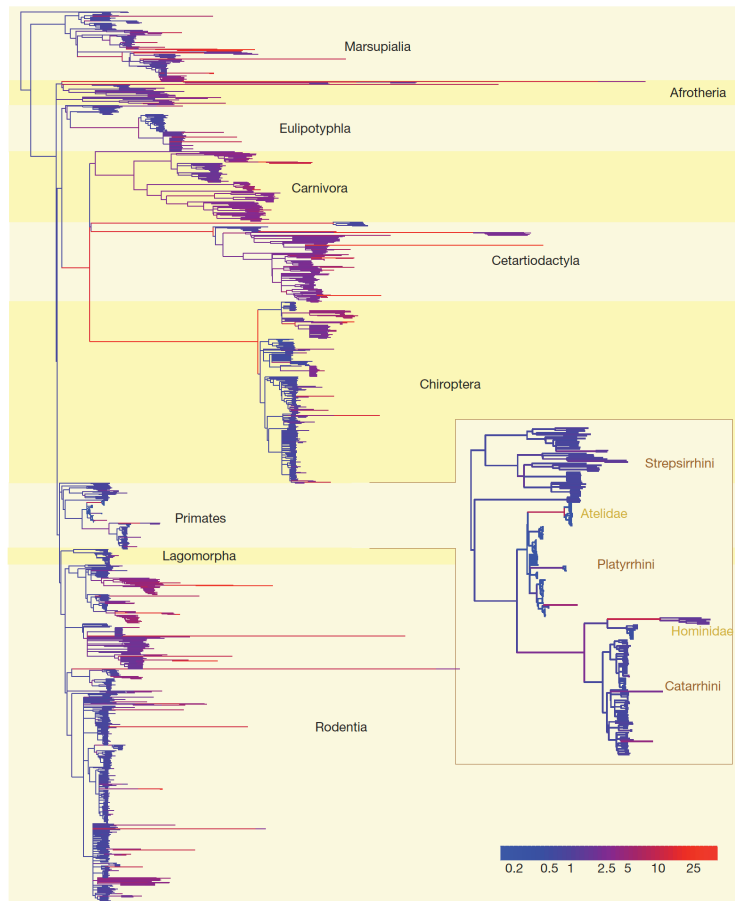 Marsupialia
Afrotheria
Eulipotyphla
Carnivora
Cetartiodactyla
Chiroptera
Strepsirrhini
Atelidae
Primates
Lagomorpha
Platyrrhini
Hominidae
Catarrhini
Rodentia
0.2 0.5 1 2.5 5 10 25